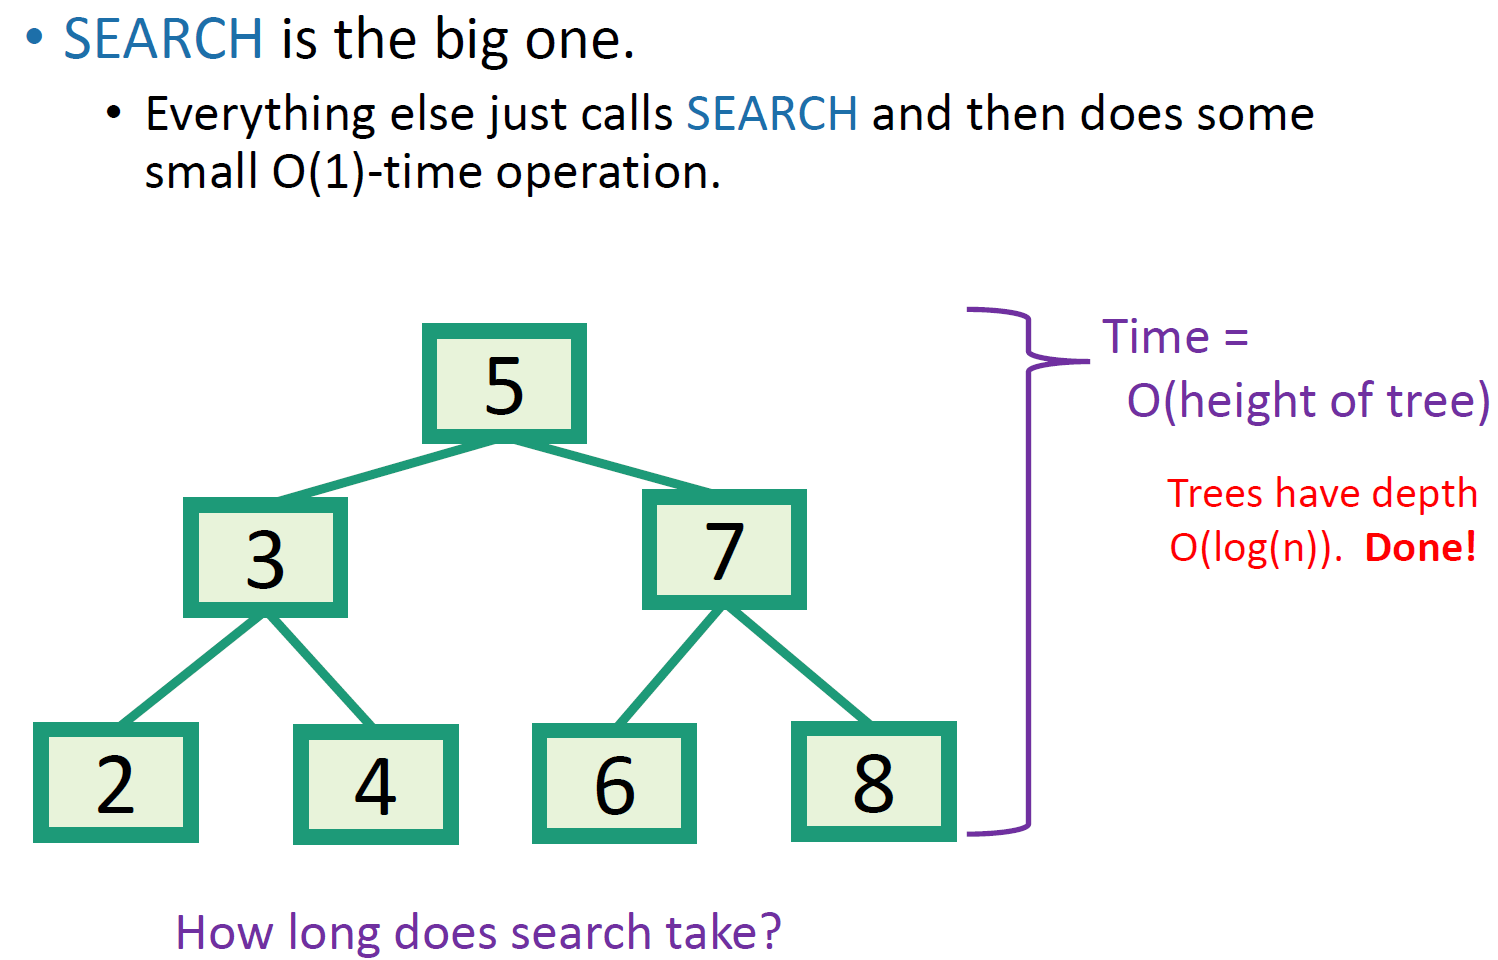 • SEARCH is the big one.
• Everything else just calls SEARCH and then does some
small O(1)-time operation.
5
3
7
2
4
6
8
Time =
O(height of tree)
Trees have depth
O(log(n)). Done!
How long does search take?